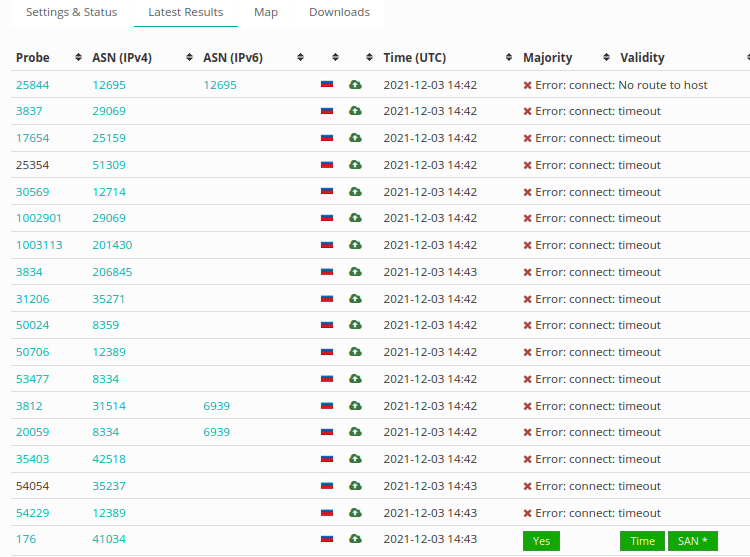 Settings & Status Latest Results Map Downloads
Probe ASN (IPv4) ASN (IPv6) Time (UTC) Majority Validity
25844 12695 12695 2021-12-03 14:42 Error: connect: No route to host
3837 29069 2021-12-03 14:42 Error: connect: timeout
17654 25159 2021-12-03 14:42 Error: connect: timeout
25354 51309 2021-12-03 14:42 Error: connect: timeout
30569 12714 2021-12-03 14:42 Error: connect: timeout
1002901 29069 2021-12-03 14:42 Error: connect: timeout
1003113 201430 2021-12-03 14:42 Error: connect: timeout
3834 206845 2021-12-03 14:43 Error: connect: timeout
31206 35271 2021-12-03 14:42 Error: connect: timeout
50024 8359 2021-12-03 14:42 Error: connect: timeout
50706 12389 2021-12-03 14:42 Error: connect: timeout
53477 8334 2021-12-03 14:42 Error: connect: timeout
3812 31514 6939 2021-12-03 14:42 Error: connect: timeout
20059 8334 6939 2021-12-03 14:42 Error: connect: timeout
35403 42518 2021-12-03 14:42 Error: connect: timeout
54054 35237 2021-12-03 14:43 Error: connect: timeout
54229 12389 2021-12-03 14:43 Error: connect: timeout
176 41034 2021-12-03 14:43 Yes Time SAN *